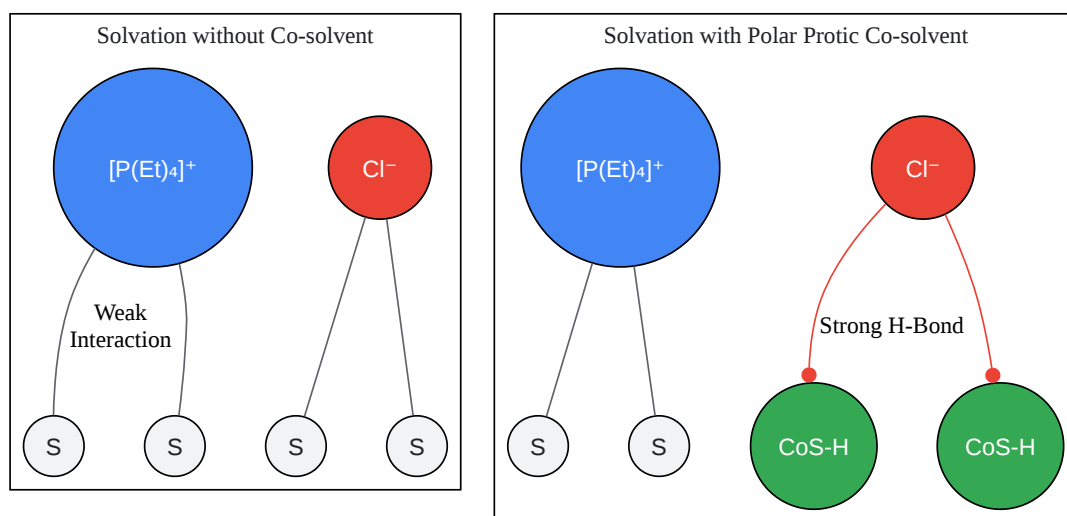 Solvation without Co-solvent
[P(Et)₄]⁺
Cl⁻
Weak
Interaction
S
S
S
S
Solvation with Polar Protic Co-solvent
[P(Et)₄]⁺
Cl⁻
Strong H-Bond
S
S
CoS-H
CoS-H